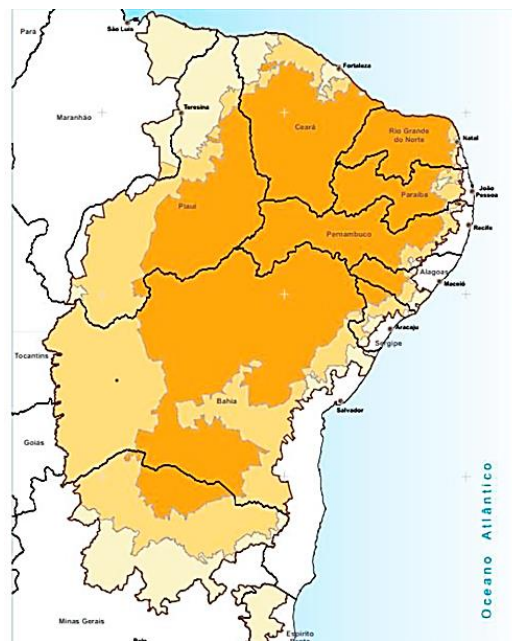 Pará
São Luís
Fortaleza
Teresina
Maranhão
Ceará
Rio Grande
do Norte
Natal
Paraíba
João
Pessoa
Piauí
Pernambuco
Recife
Alagoas
Maceió
Aracaju
Sergipe
Tocantins
Bahia
Salvador
Goiás
Oceano Atlântico
Minas Gerais
Espírito